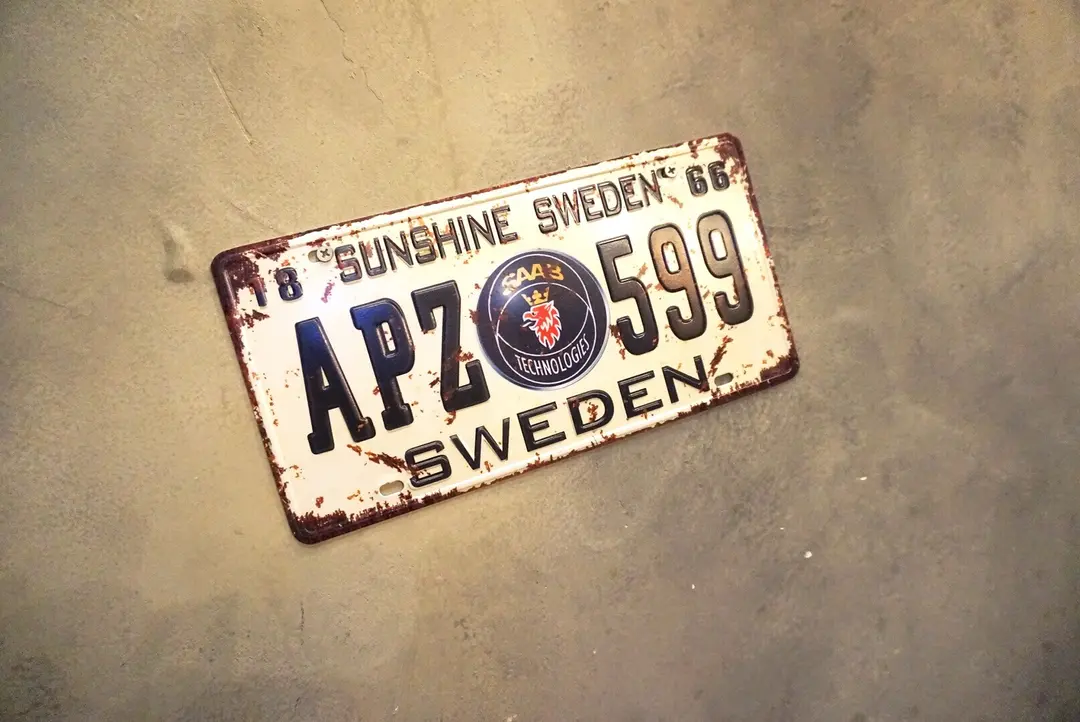 18 "SUNSHINE SWEDEN" 66
APZ
SAAB
TECHNOLOGIES
599
SWEDEN